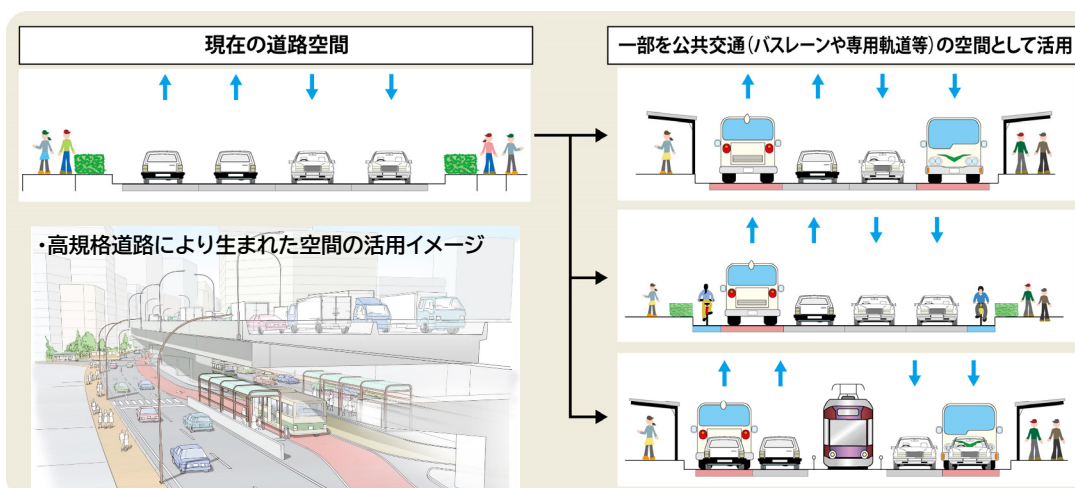 現在の道路空間
一部を公共交通(バスレーンや専用軌道等)の空間として活用
・高規格道路により生まれた空間の活用イメージ